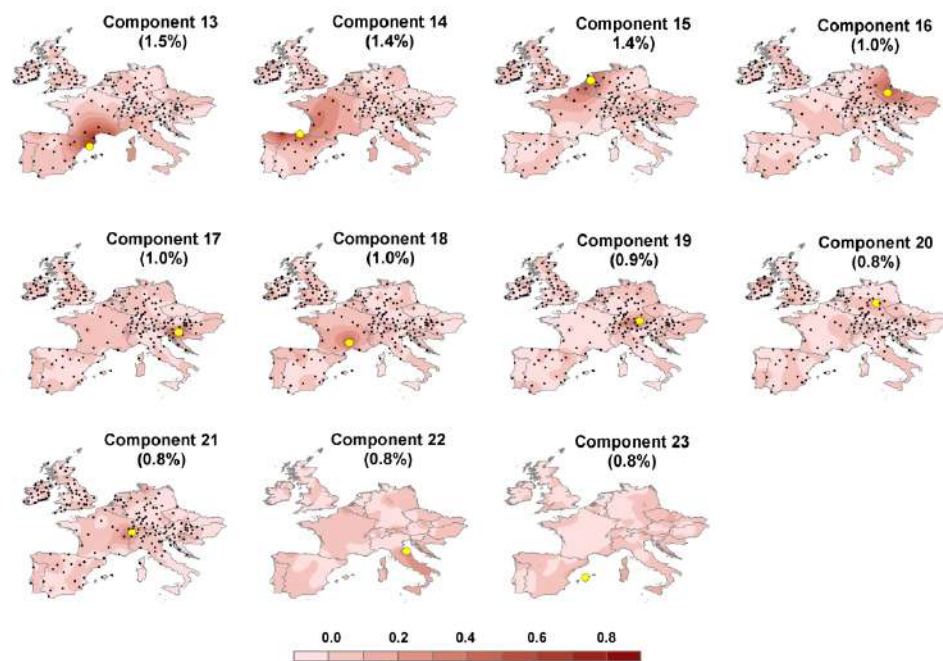 Component 13
(1.5%)
Component 14
(1.4%)
Component 15
1.4%)
Component 16
(1.0%)
Component 17
(1.0%)
Component 18
(1.0%)
Component 19
(0.9%)
Component 20
(0.8%)
Component 21
(0.8%)
Component 22
(0.8%)
Component 23
(0.8%)
0.0 0.2 0.4 0.6 0.8